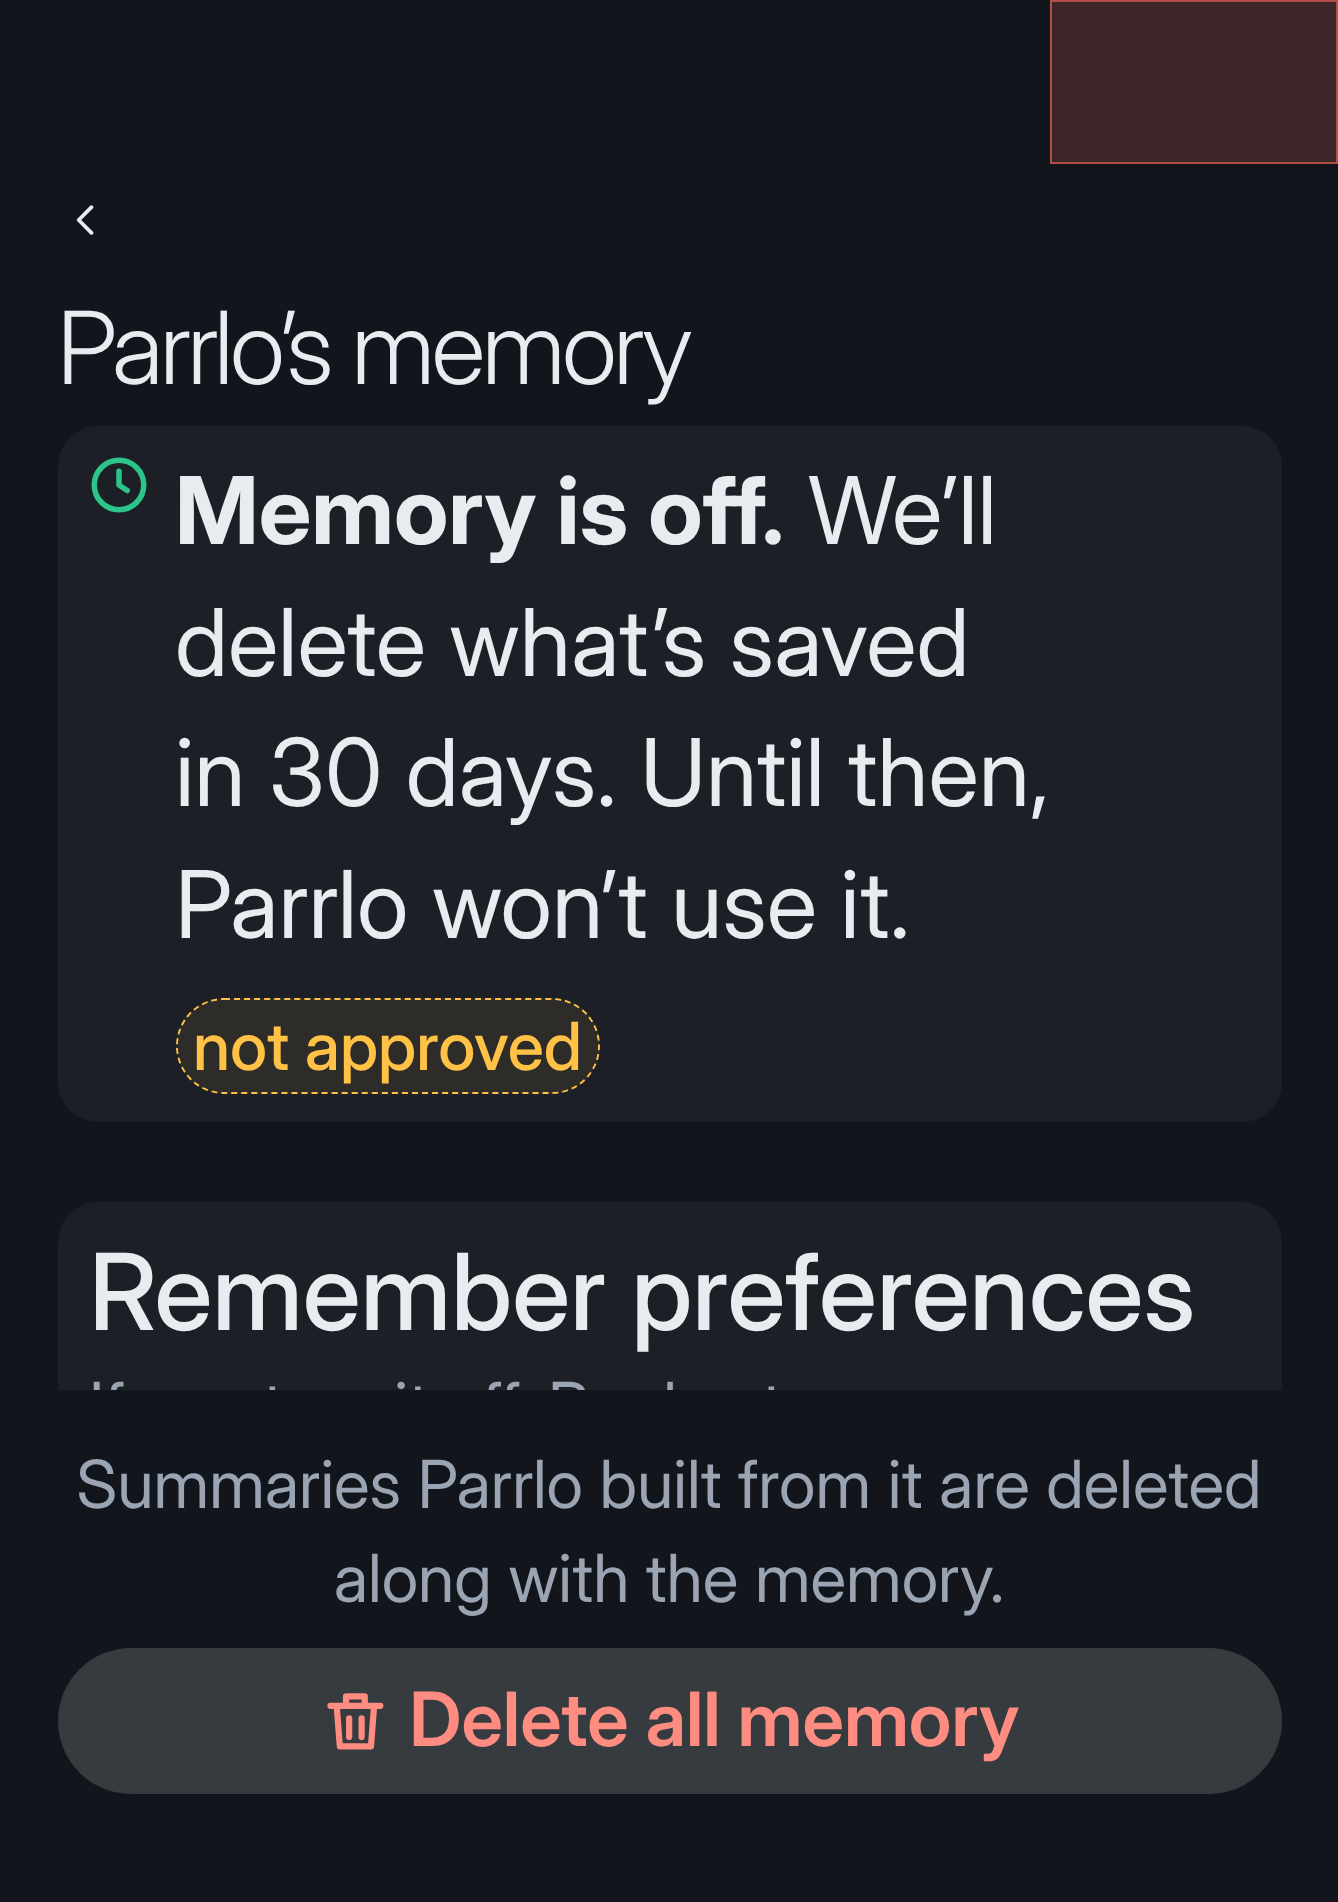 Parrlo’s memory
Memory is off. We’ll
delete what’s saved
in 30 days. Until then,
Parrlo won’t use it.
not approved
Remember preferences
Summaries Parrlo built from it are deleted
along with the memory.
Delete all memory